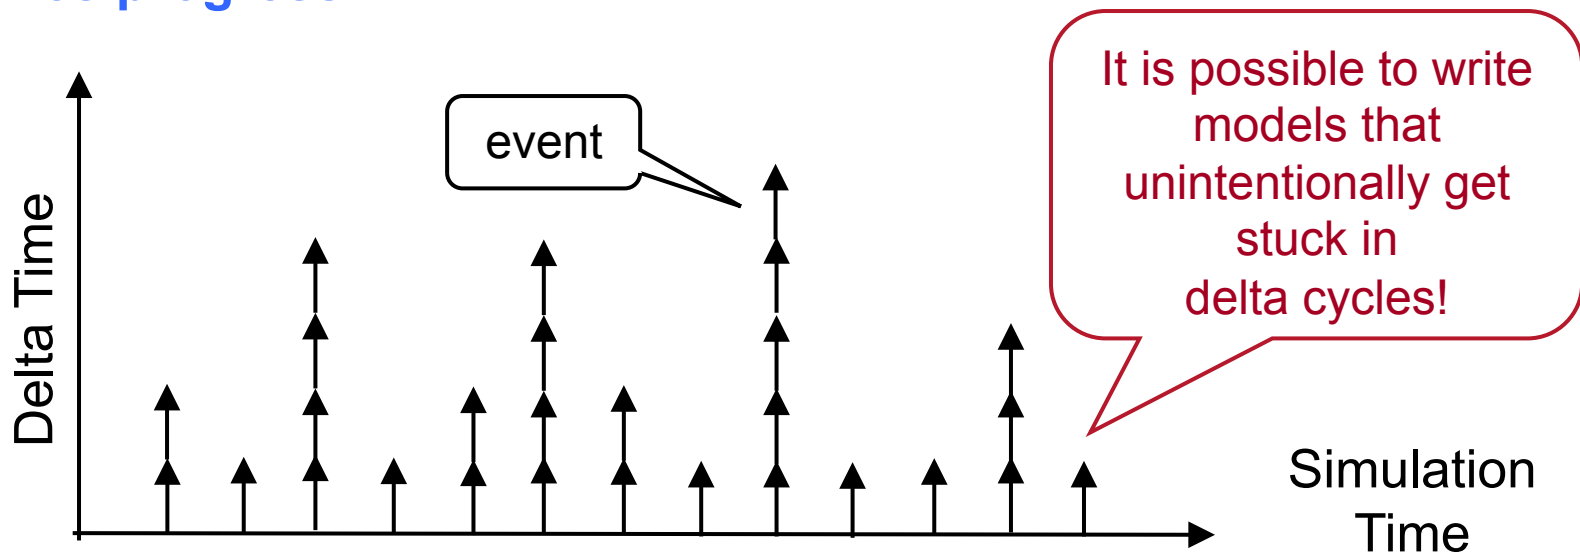 event
It is possible to write
models that
unintentionally get
stuck in
delta cycles!
Delta Time
Simulation
Time